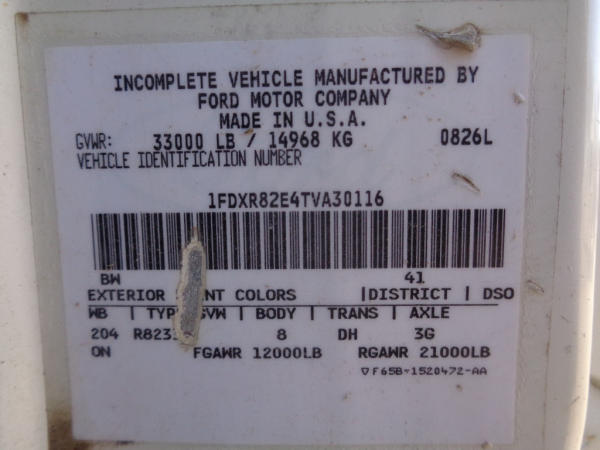 INCOMPLETE VEHICLE MANUFACTURED BY
FORD MOTOR COMPANY
MADE IN U.S.A.
GVWR: 33000 LB / 14968 KG 0826L
VEHICLE IDENTIFICATION NUMBER
1FDXR82E4TVA30116
BW 41
EXTERIOR NT COLORS |DISTRICT | DSO
WB | TYP GVW | BODY | TRANS | AXLE
204 R823 8 DH 3G
ON FGAWR 12000LB RGAWR 21000LB
▽F65B-1520472-AA